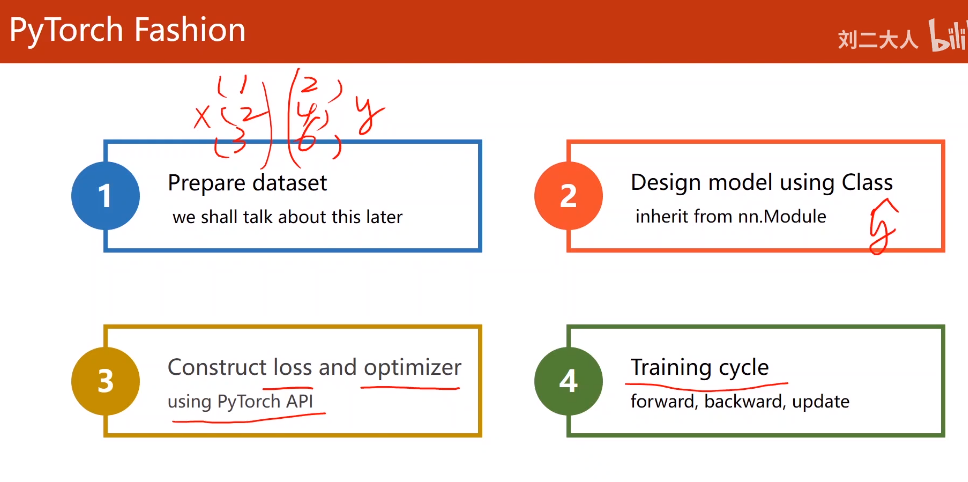 PyTorch Fashion
刘二大人 bili
x (1) (2) y
(2) (4)
(3) (6)
1
Prepare dataset
we shall talk about this later
2
Design model using Class
inherit from nn.Module
ŷ
3
Construct loss and optimizer
using PyTorch API
4
Training cycle
forward, backward, update